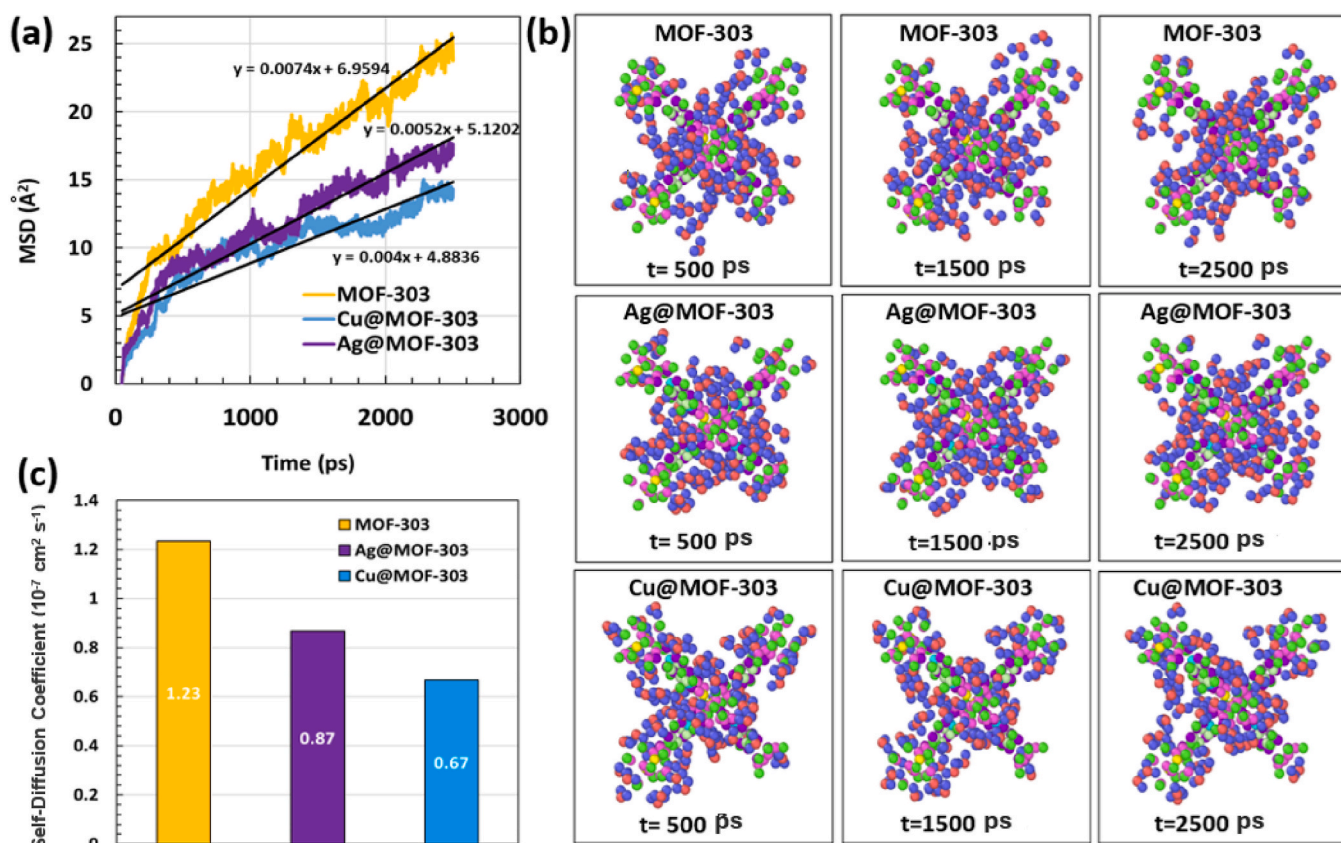 (a)
25
20
15
10
5
0
MSD (Å²)
y = 0.0074x + 6.9594
y = 0.0052x + 5.1202
y = 0.004x + 4.8836
MOF-303
Cu@MOF-303
Ag@MOF-303
0
1000
2000
3000
Time (ps)
(b)
MOF-303
t= 500 ps
MOF-303
t=1500 ps
MOF-303
t=2500 ps
Ag@MOF-303
t= 500 ps
Ag@MOF-303
t=1500 ps
Ag@MOF-303
t=2500 ps
Cu@MOF-303
t= 500 ps
Cu@MOF-303
t=1500 ps
Cu@MOF-303
t=2500 ps
(c)
Self-Diffusion Coefficient (10⁻⁷ cm² s⁻¹)
1.4
1.2
1
0.8
0.6
0.4
0.2
0
MOF-303
Ag@MOF-303
Cu@MOF-303
1.23
0.87
0.67